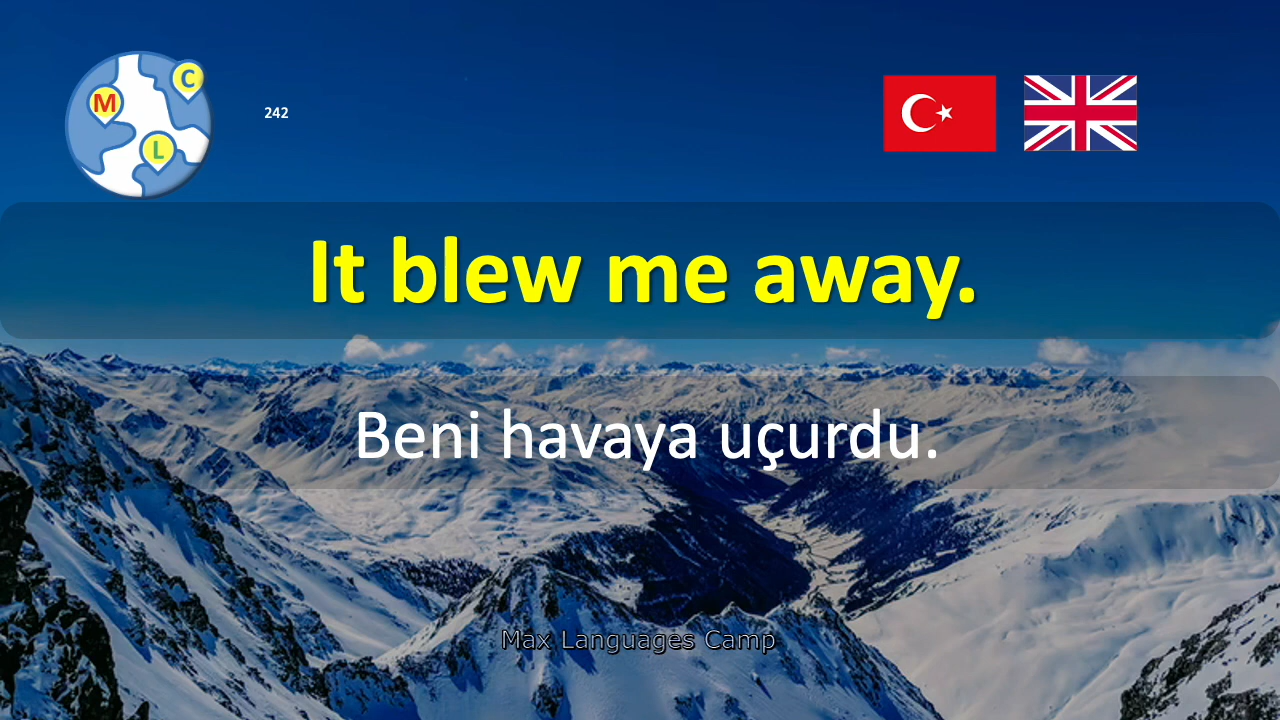 M
C
L
242
It blew me away.
Beni havaya uçurdu.
Max Languages Camp